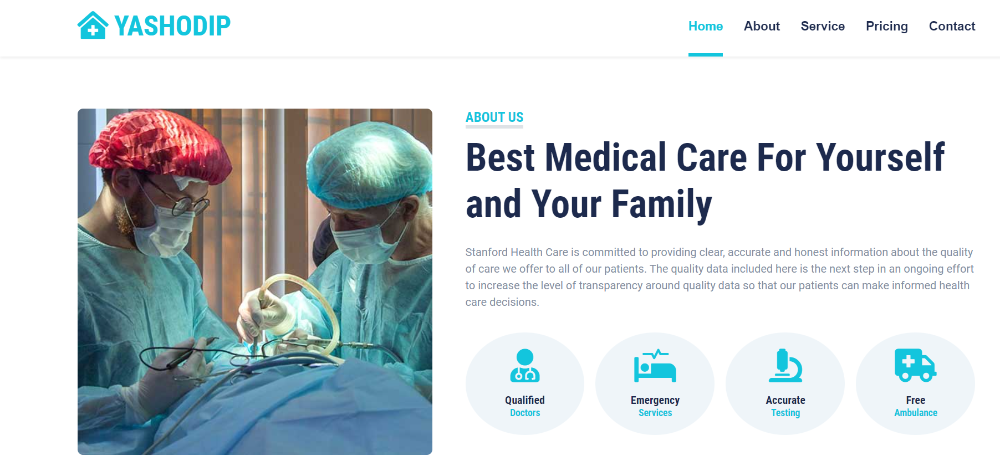 YASHODIP
Home About Service Pricing Contact
ABOUT US
Best Medical Care For Yourself
and Your Family
Stanford Health Care is committed to providing clear, accurate and honest information about the quality
of care we offer to all of our patients. The quality data included here is the next step in an ongoing effort
to increase the level of transparency around quality data so that our patients can make informed health
care decisions.
Qualified
Doctors
Emergency
Services
Accurate
Testing
Free
Ambulance